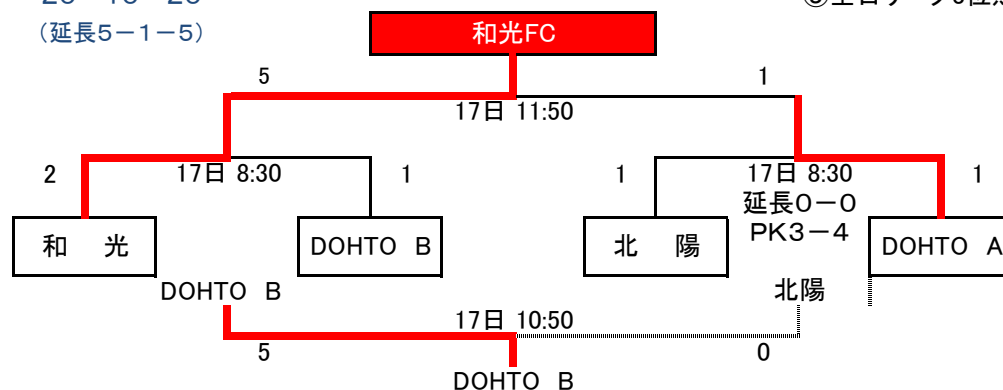 (延長5-1-5)
和光FC
5
1
17日 11:50
2
17日 8:30
1
1
17日 8:30
1
延長0-0
PK3-4
和 光
DOHTO B
北 陽
DOHTO A
DOHTO B
北陽
17日 10:50
5
0
DOHTO B